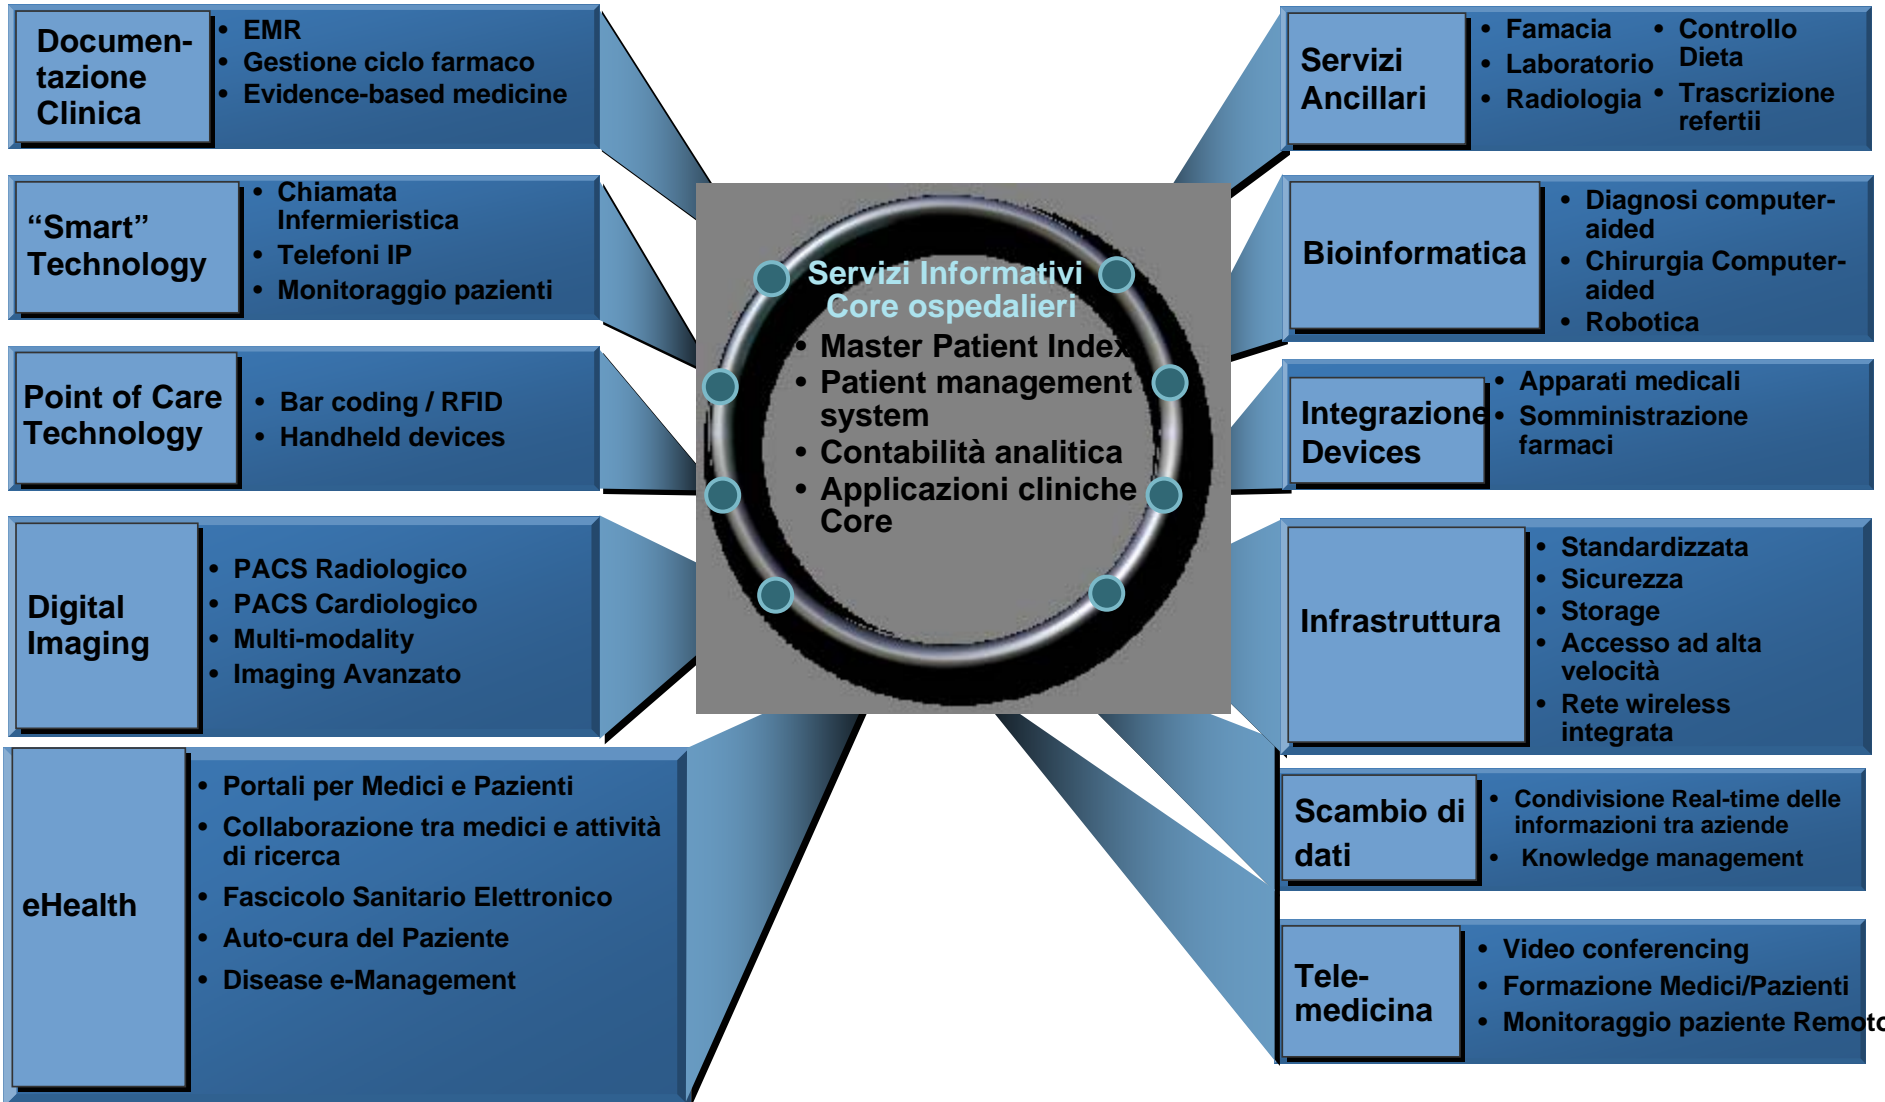 Documen-
tazione
Clinica
• EMR
• Gestione ciclo farmaco
• Evidence-based medicine
“Smart”
Technology
• Chiamata
Infermieristica
• Telefoni IP
• Monitoraggio pazienti
Point of Care
Technology
• Bar coding / RFID
• Handheld devices
Digital
Imaging
• PACS Radiologico
• PACS Cardiologico
• Multi-modality
• Imaging Avanzato
eHealth
• Portali per Medici e Pazienti
• Collaborazione tra medici e attività
di ricerca
• Fascicolo Sanitario Elettronico
• Auto-cura del Paziente
• Disease e-Management
Servizi Informativi
Core ospedalieri
• Master Patient Index
• Patient management
system
• Contabilità analitica
• Applicazioni cliniche
Core
Servizi
Ancillari
• Famacia
• Laboratorio
• Radiologia
• Controllo
Dieta
• Trascrizione
refertii
Bioinformatica
• Diagnosi computer-
aided
• Chirurgia Computer-
aided
• Robotica
Integrazione
Devices
• Apparati medicali
• Somministrazione
farmaci
Infrastruttura
• Standardizzata
• Sicurezza
• Storage
• Accesso ad alta
velocità
• Rete wireless
integrata
Scambio di
dati
• Condivisione Real-time delle
informazioni tra aziende
• Knowledge management
Tele-
medicina
• Video conferencing
• Formazione Medici/Pazienti
• Monitoraggio paziente Remoto